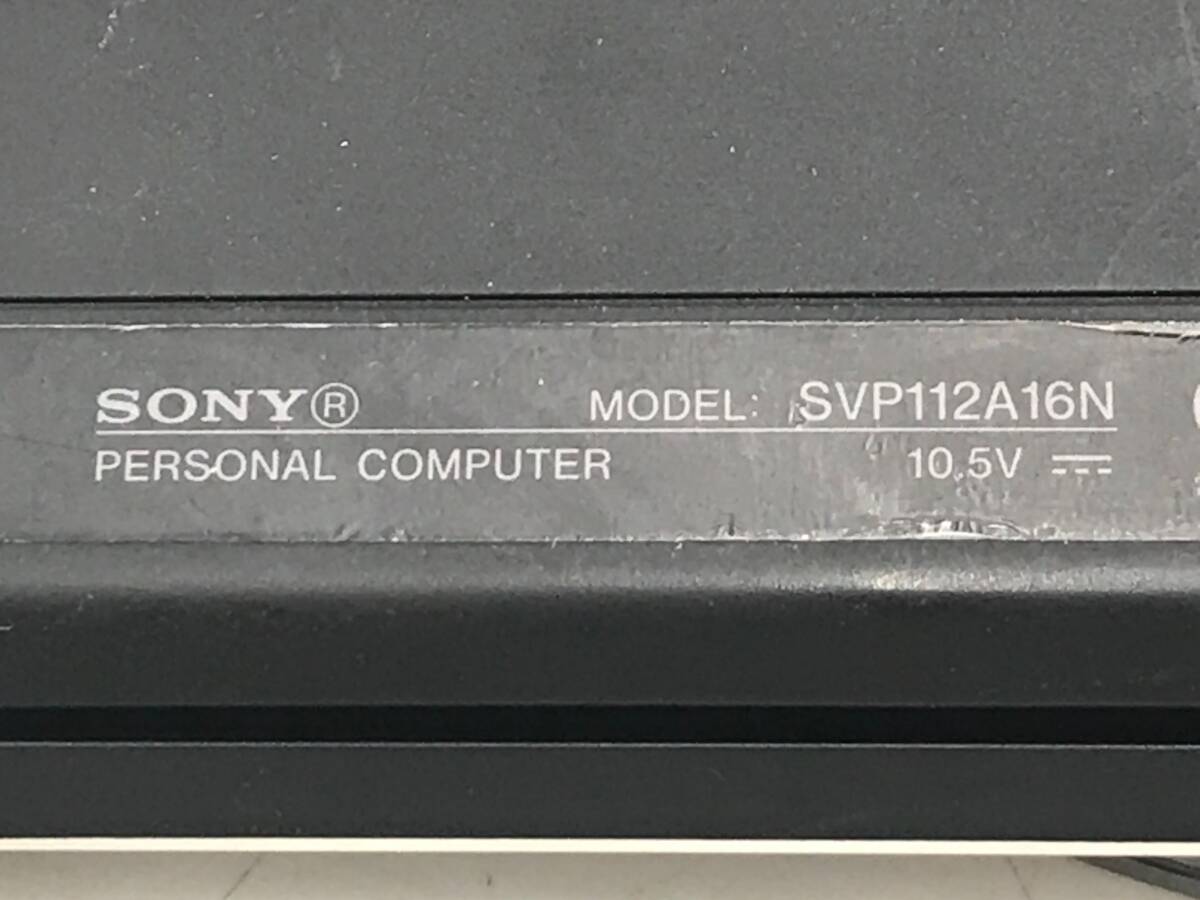 SONY® MODEL: SVP112A16N
PERSONAL COMPUTER 10.5V ⎓